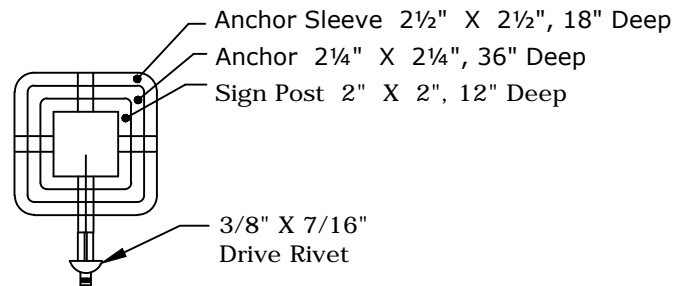 Anchor Sleeve 2½" X 2½", 18" Deep
Anchor 2¼" X 2¼", 36" Deep
Sign Post 2" X 2", 12" Deep
3/8" X 7/16"
Drive Rivet